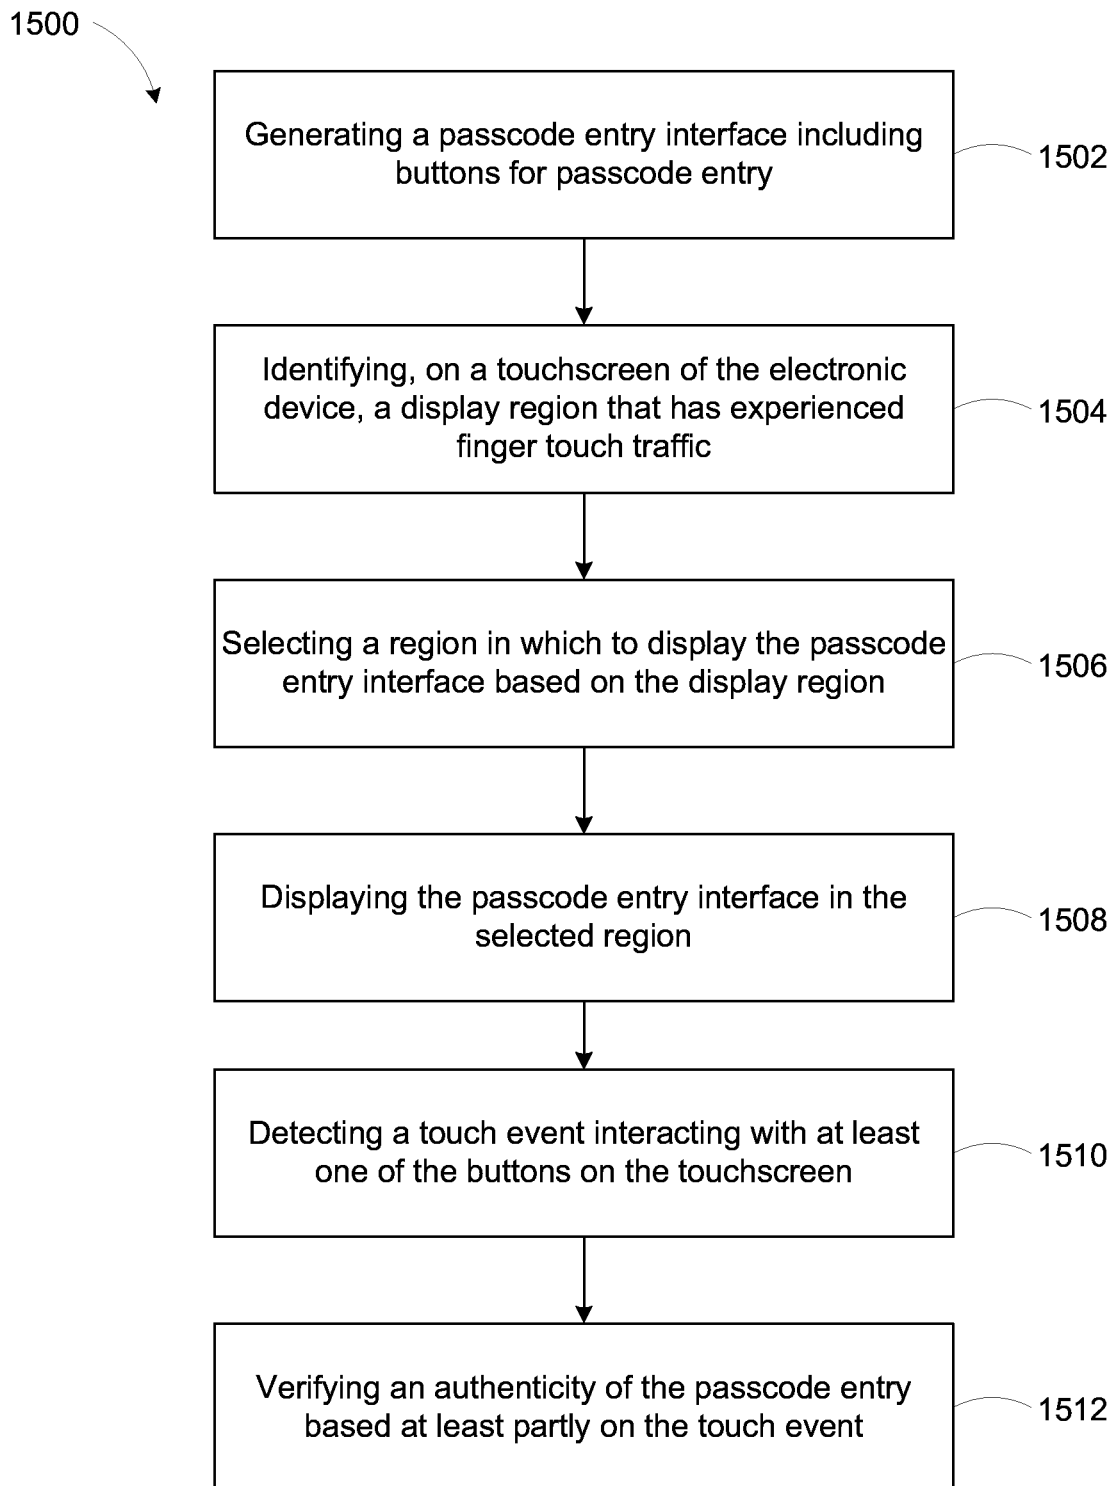 1500
Generating a passcode entry interface including
buttons for passcode entry
1502
Identifying, on a touchscreen of the electronic
device, a display region that has experienced
finger touch traffic
1504
Selecting a region in which to display the passcode
entry interface based on the display region
1506
Displaying the passcode entry interface in the
selected region
1508
Detecting a touch event interacting with at least
one of the buttons on the touchscreen
1510
Verifying an authenticity of the passcode entry
based at least partly on the touch event
1512